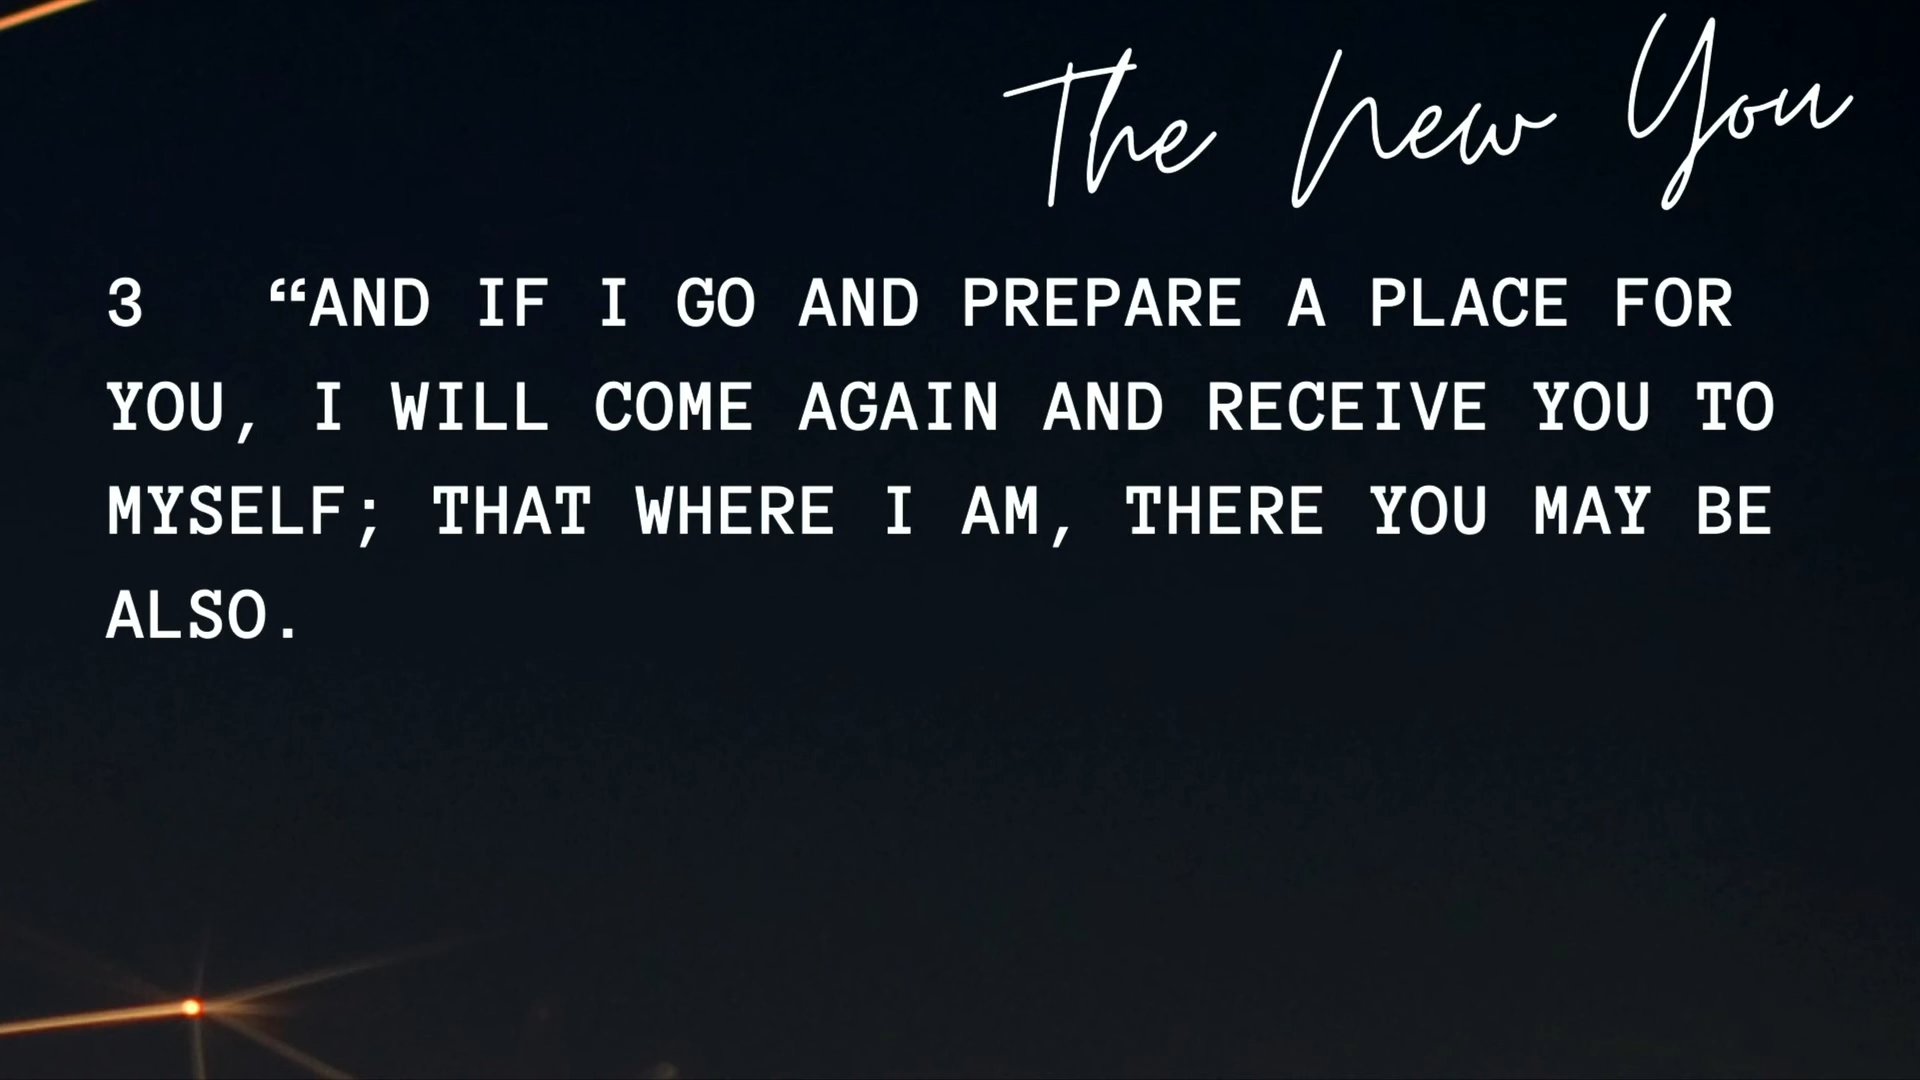 The New You
3 “AND IF I GO AND PREPARE A PLACE FOR
YOU, I WILL COME AGAIN AND RECEIVE YOU TO
MYSELF; THAT WHERE I AM, THERE YOU MAY BE
ALSO.